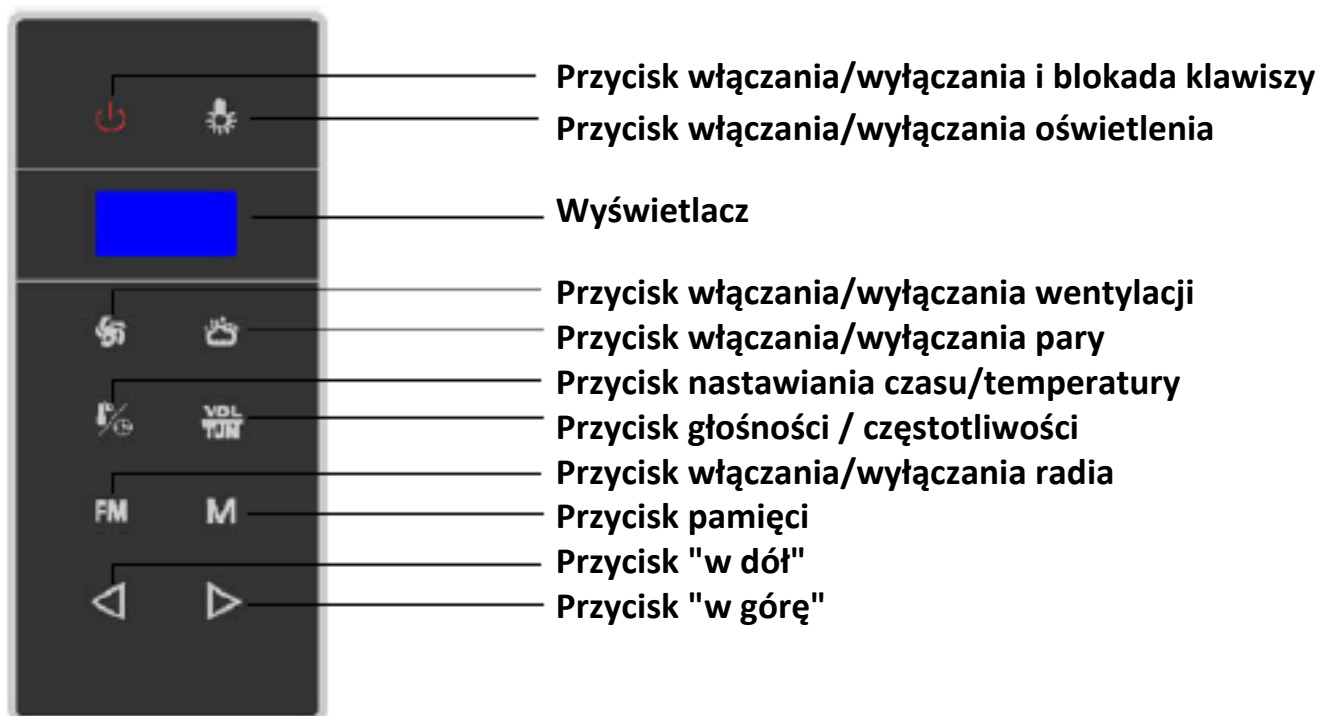 Przycisk włączania/wyłączania i blokada klawiszy
Przycisk włączania/wyłączania oświetlenia
Wyświetlacz
Przycisk włączania/wyłączania wentylacji
Przycisk włączania/wyłączania pary
Przycisk nastawiania czasu/temperatury
VOL
TUN
Przycisk głośności / częstotliwości
Przycisk włączania/wyłączania radia
FM M
Przycisk pamięci
Przycisk "w dół"
Przycisk "w górę"